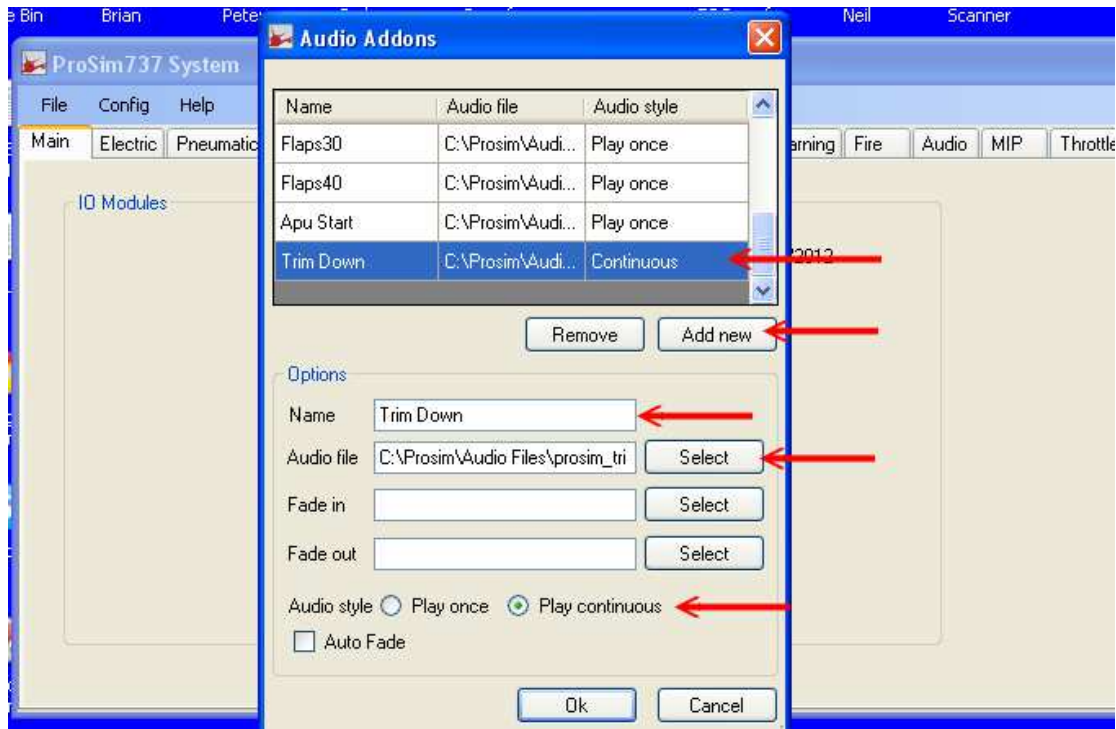 Bin Brian Neil Scanner
Audio Addons
ProSim737 System
File Config Help
Main Electric Pneumatic Fire Audio MIP Throttle
Name Audio file Audio style
Flaps30 C:\Prosim\Audi... Play once
Flaps40 C:\Prosim\Audi... Play once
Apu Start C:\Prosim\Audi... Play once
Trim Down C:\Prosim\Audi... Continuous
IO Modules
Remove Add new
Options
Name Trim Down
Audio file C:\Prosim\Audio Files\prosim_tri Select
Fade in Select
Fade out Select
Audio style Play once Play continuous
Auto Fade
Ok Cancel